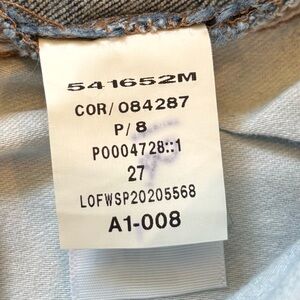 541652M
COR/084287
P/8
P0004728::1
27
LOFWSP20205568
A1-008